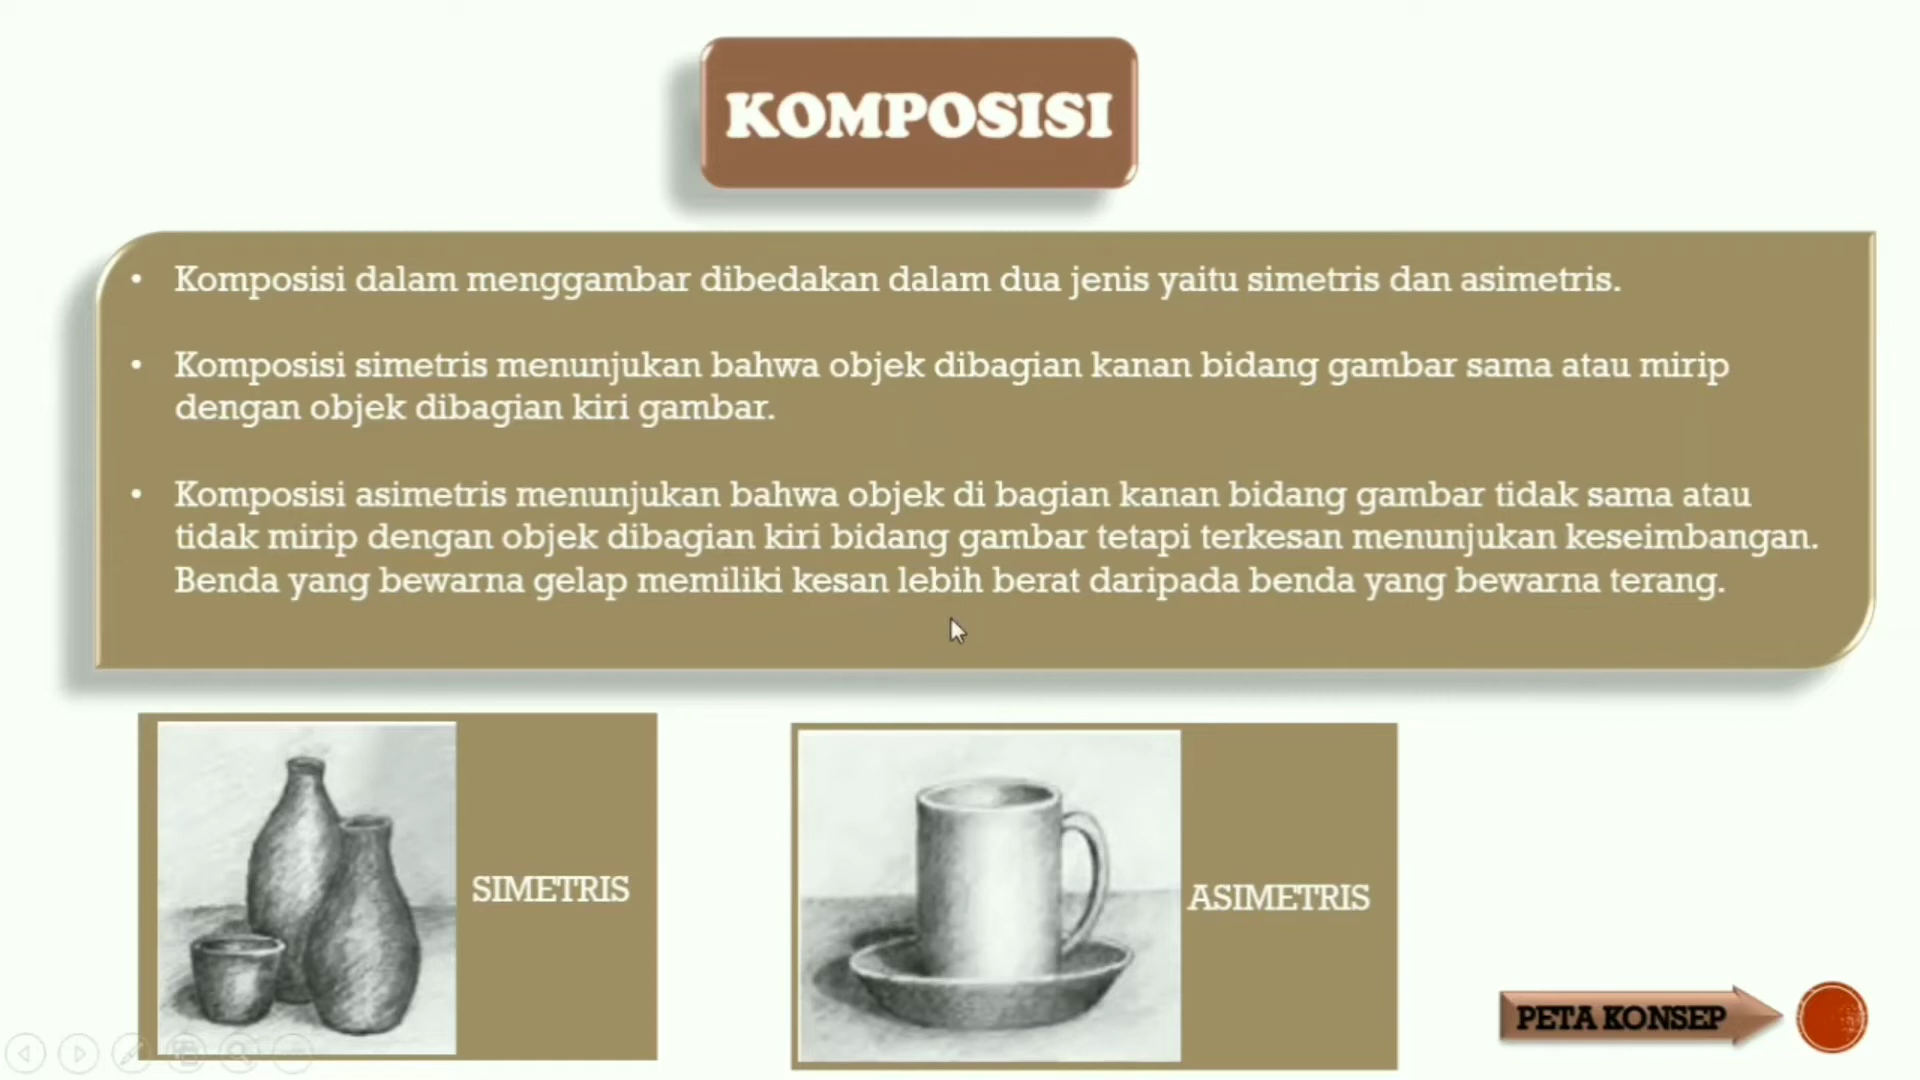 KOMPOSISI
• Komposisi dalam menggambar dibedakan dalam dua jenis yaitu simetris dan asimetris.
• Komposisi simetris menunjukan bahwa objek dibagian kanan bidang gambar sama atau mirip
dengan objek dibagian kiri gambar.
• Komposisi asimetris menunjukan bahwa objek di bagian kanan bidang gambar tidak sama atau
tidak mirip dengan objek dibagian kiri bidang gambar tetapi terkesan menunjukan keseimbangan.
Benda yang bewarna gelap memiliki kesan lebih berat daripada benda yang bewarna terang.
SIMETRIS
ASIMETRIS
PETA KONSEP